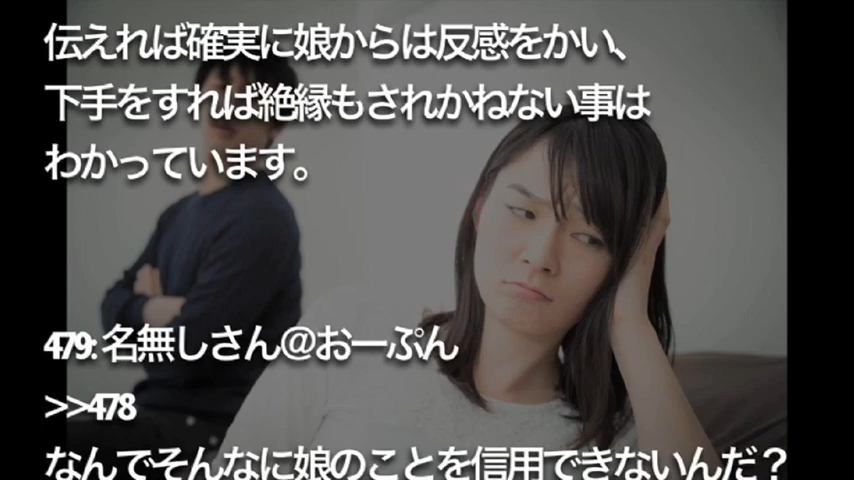 伝えれば確実に娘からは反感をかい、
下手をすれば絶縁もされかねない事は
わかっています。
479: 名無しさん＠おーぷん
>>478
なんでそんなに娘のことを信用できないんだ？